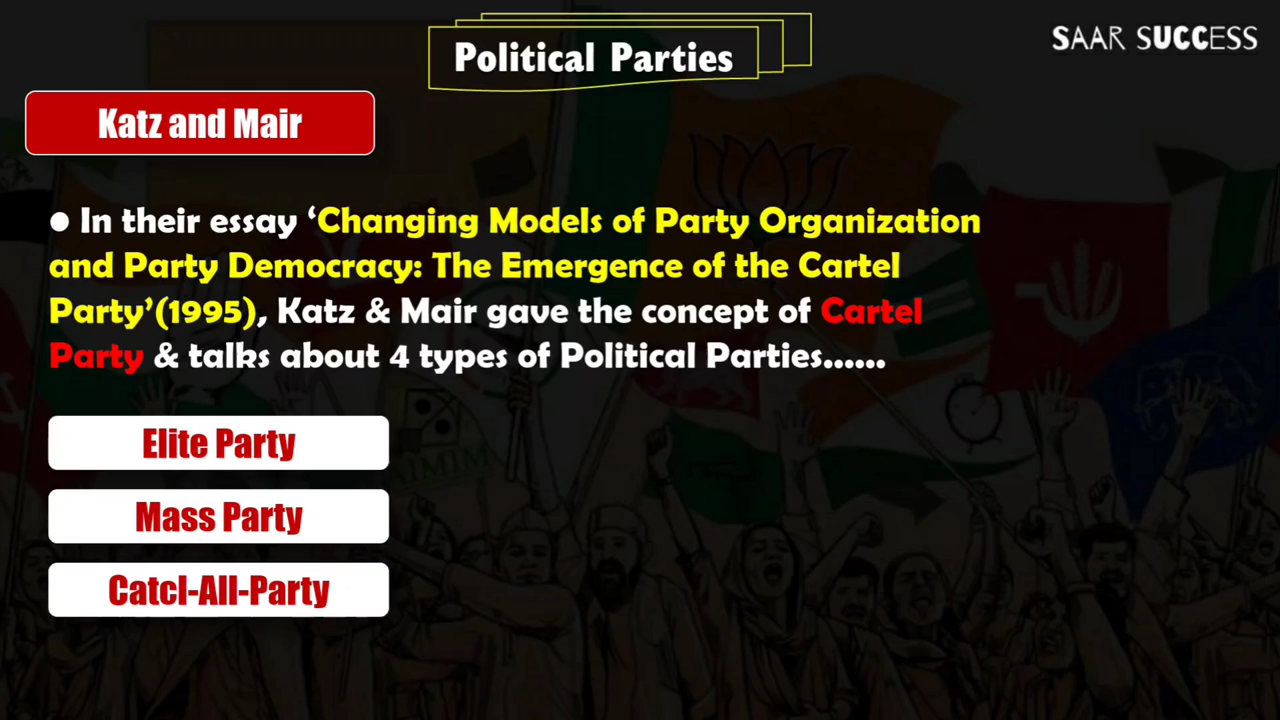 Political Parties
SAAR SUCCESS
Katz and Mair
● In their essay ‘Changing Models of Party Organization
and Party Democracy: The Emergence of the Cartel
Party’(1995), Katz & Mair gave the concept of Cartel
Party & talks about 4 types of Political Parties......
Elite Party
Mass Party
Catcl-All-Party
AIMIM